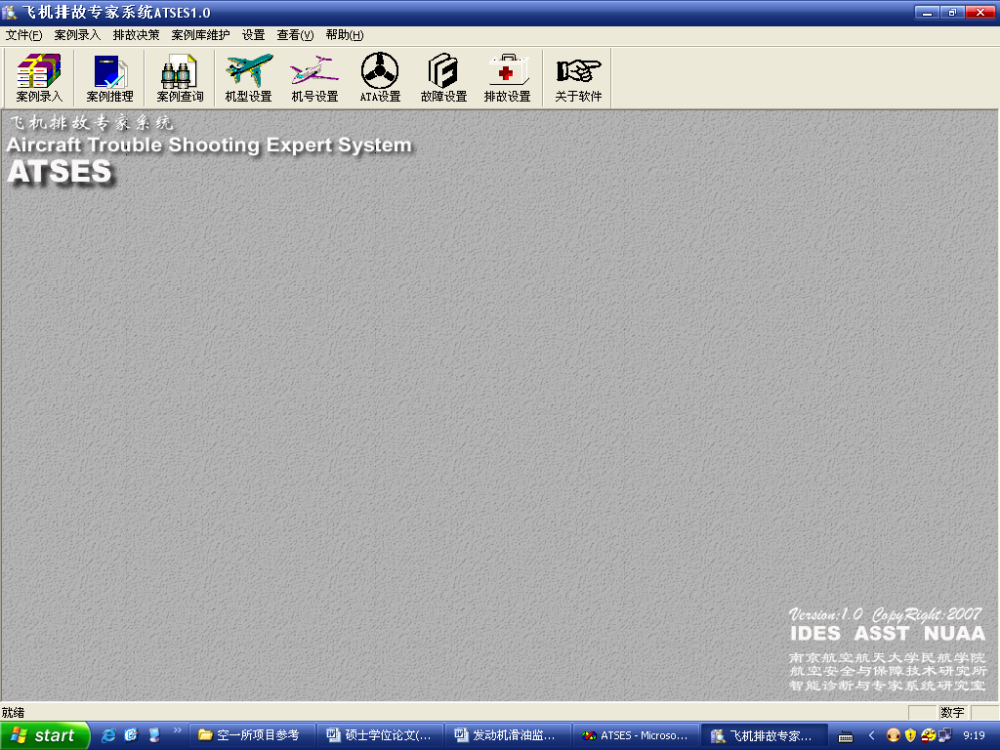 飞机排故专家系统ATSES1.0
文件(F) 案例录入 排故决策 案例库维护 设置 查看(V) 帮助(H)
案例录入 案例推理 案例查询 机型设置 机号设置 ATA设置 故障设置 排故设置 关于软件
飞机排故专家系统
Aircraft Trouble Shooting Expert System
ATSES
Version:1.0 CopyRight:2007
IDES ASST NUAA
南京航空航天大学民航学院
航空安全与保障技术研究所
智能诊断与专家系统研究室
就绪 数字
start 空一所项目参考 硕士学位论文(... 发动机滑油监... ATSES - Microso... 飞机排故专家... 9:19